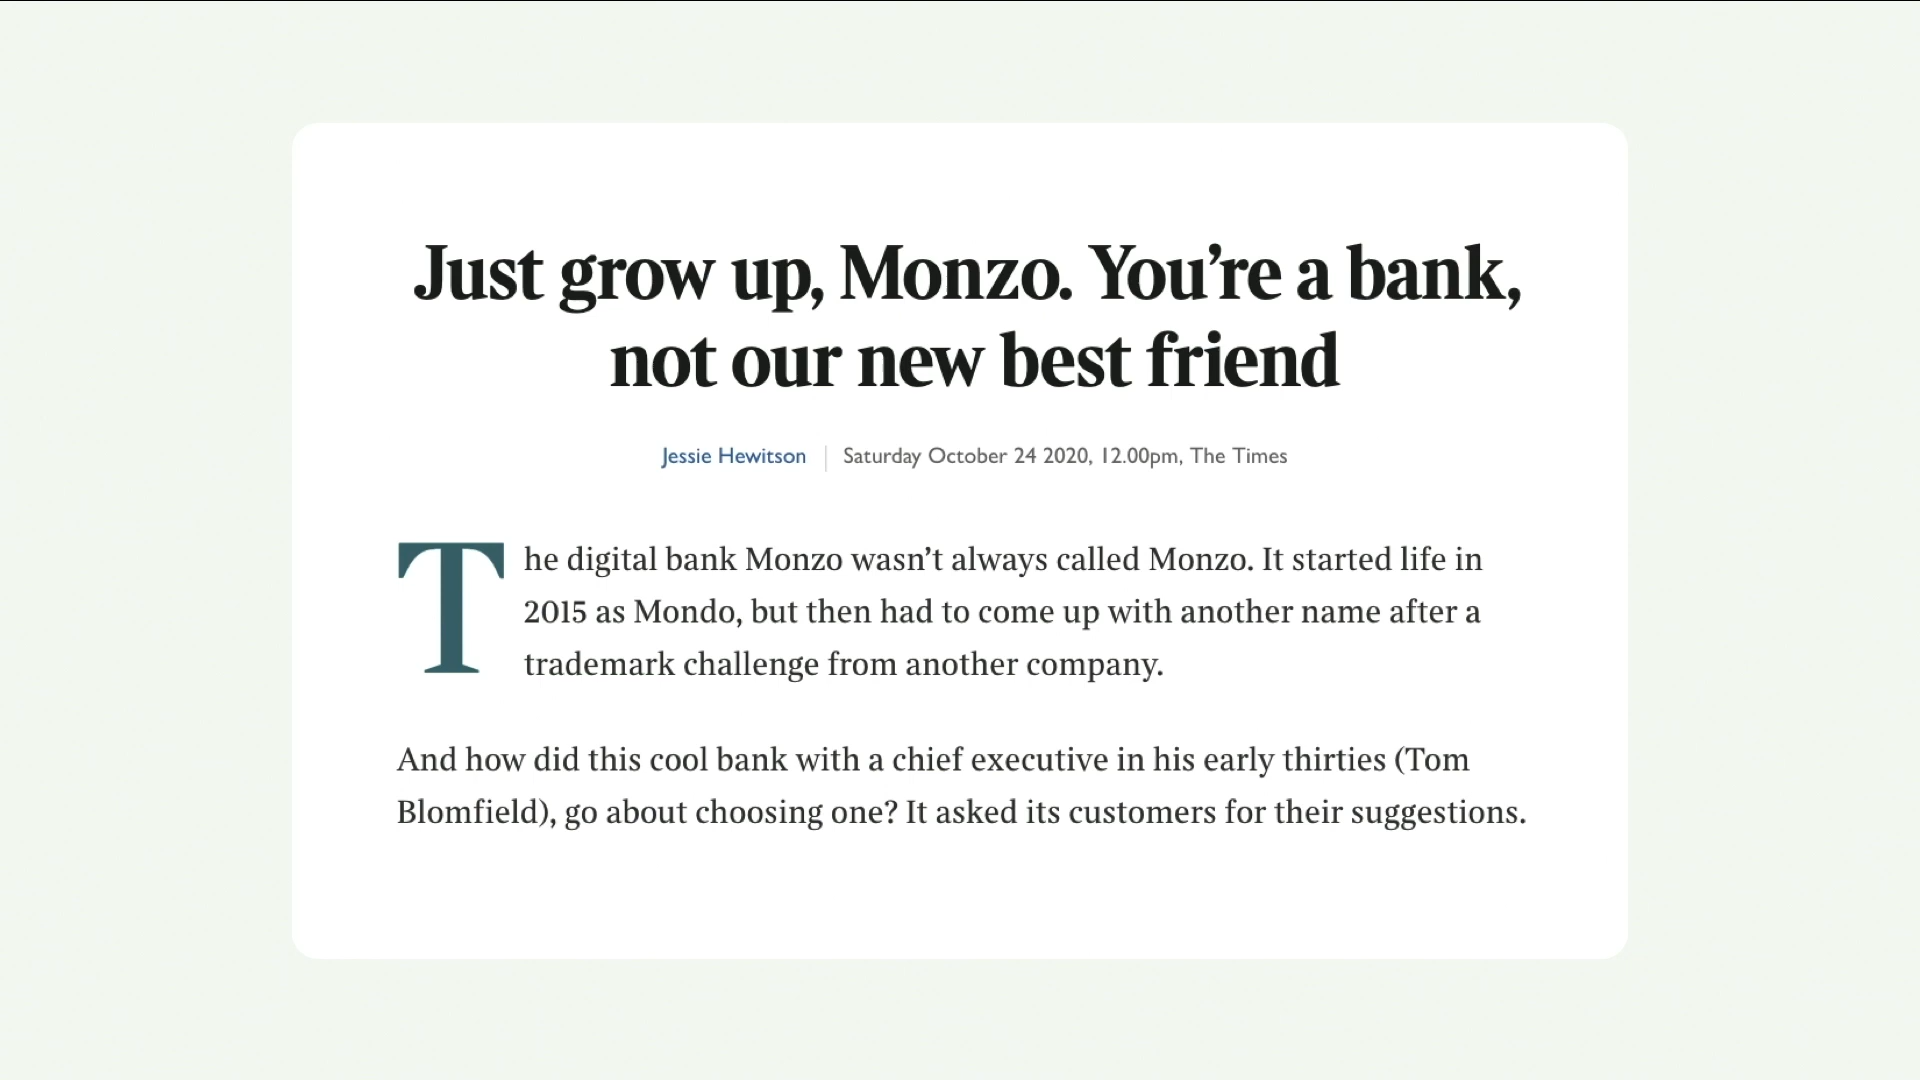 Just grow up, Monzo. You’re a bank,
not our new best friend
Jessie Hewitson | Saturday October 24 2020, 12.00pm, The Times
The digital bank Monzo wasn’t always called Monzo. It started life in
2015 as Mondo, but then had to come up with another name after a
trademark challenge from another company.
And how did this cool bank with a chief executive in his early thirties (Tom
Blomfield), go about choosing one? It asked its customers for their suggestions.